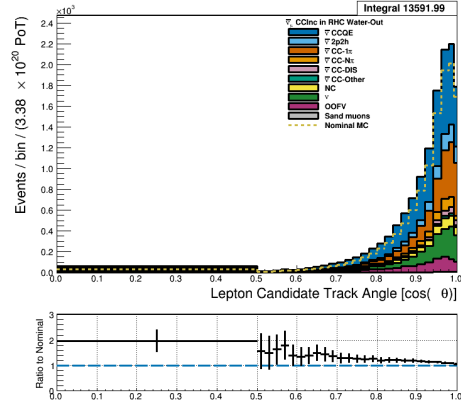 Integral 13591.99
×10³
ν̄ CCInc in RHC Water-Out
ν̄ CCQE
ν̄ 2p2h
ν̄ CC-1π
ν̄ CC-Nπ
ν̄ CC-DIS
ν̄ CC-Other
NC
ν
OOFV
Sand muons
Nominal MC
Events / bin / (3.38 × 10²⁰ PoT)
2.4
2.2
2.0
1.8
1.6
1.4
1.2
1.0
0.8
0.6
0.4
0.2
0.0
0.0 0.1 0.2 0.3 0.4 0.5 0.6 0.7 0.8 0.9 1.0
Lepton Candidate Track Angle [cos( θ)]
Ratio to Nominal
3
2
1
0
0.0 0.1 0.2 0.3 0.4 0.5 0.6 0.7 0.8 0.9 1.0